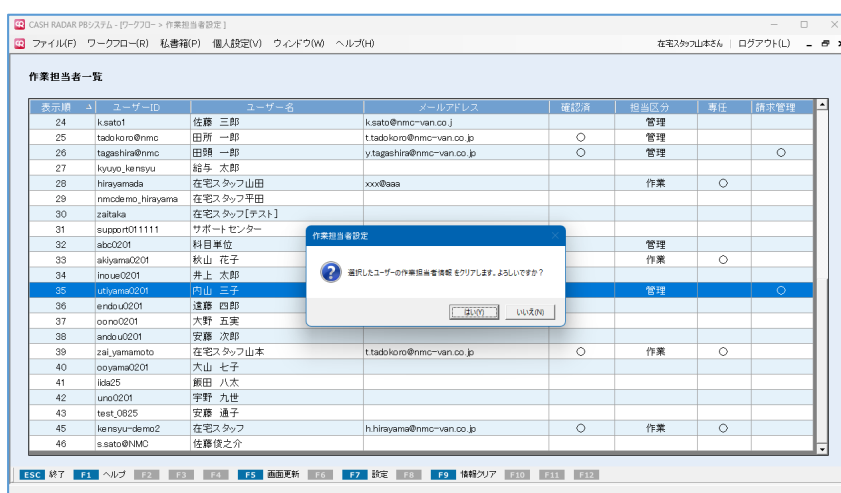 CASH RADAR PBシステム - [ワークフロー > 作業担当者設定 ]
ファイル(F) ワークフロー(R) 私書箱(P) 個人設定(V) ウィンドウ(W) ヘルプ(H) 在宅スタッフ山本さん | ログアウト(L)
作業担当者一覧
表示順 ユーザーID ユーザー名 メールアドレス 確認済 担当区分 専任 請求管理
24 k.sato1 佐藤 三郎 k.sato@nmc-van.co.j 管理
25 tadokoro@nmc 田所 一郎 t.tadokoro@nmc-van.co.jp ○ 管理
26 tagashira@nmc 田頭 一郎 y.tagashira@nmc-van.co.jp ○ 管理 ○
27 kyuyo_kensyu 給与 太郎
28 hirayamada 在宅スタッフ山田 xxx@aaa 作業 ○
29 nmcdemo_hirayama 在宅スタッフ平田
30 zaitaka 在宅スタッフ[テスト]
31 support011111 サポートセンター
32 abc0201 科目単位 管理
33 akiyama0201 秋山 花子 作業 ○
34 inoue0201 井上 太郎
35 utiyama0201 内山 三子 管理 ○
36 endou0201 遠藤 四郎
37 oono0201 大野 五実
38 andou0201 安藤 次郎
39 zai_yamamoto 在宅スタッフ山本 t.tadokoro@nmc-van.co.jp ○ 作業 ○
40 ooyama0201 大山 七子
41 iida25 飯田 八太
42 uno0201 宇野 九世
43 test_0825 安藤 通子
45 kensyu-demo2 在宅スタッフ h.hirayama@nmc-van.co.jp ○ 作業 ○
46 s.sato@NMC 佐藤俊之介
作業担当者設定
選択したユーザーの作業担当者情報をクリアします。よろしいですか?
はい(Y) いいえ(N)
ESC 終了 F1 ヘルプ F2 F3 F4 F5 画面更新 F6 F7 設定 F8 F9 情報クリア F10 F11 F12